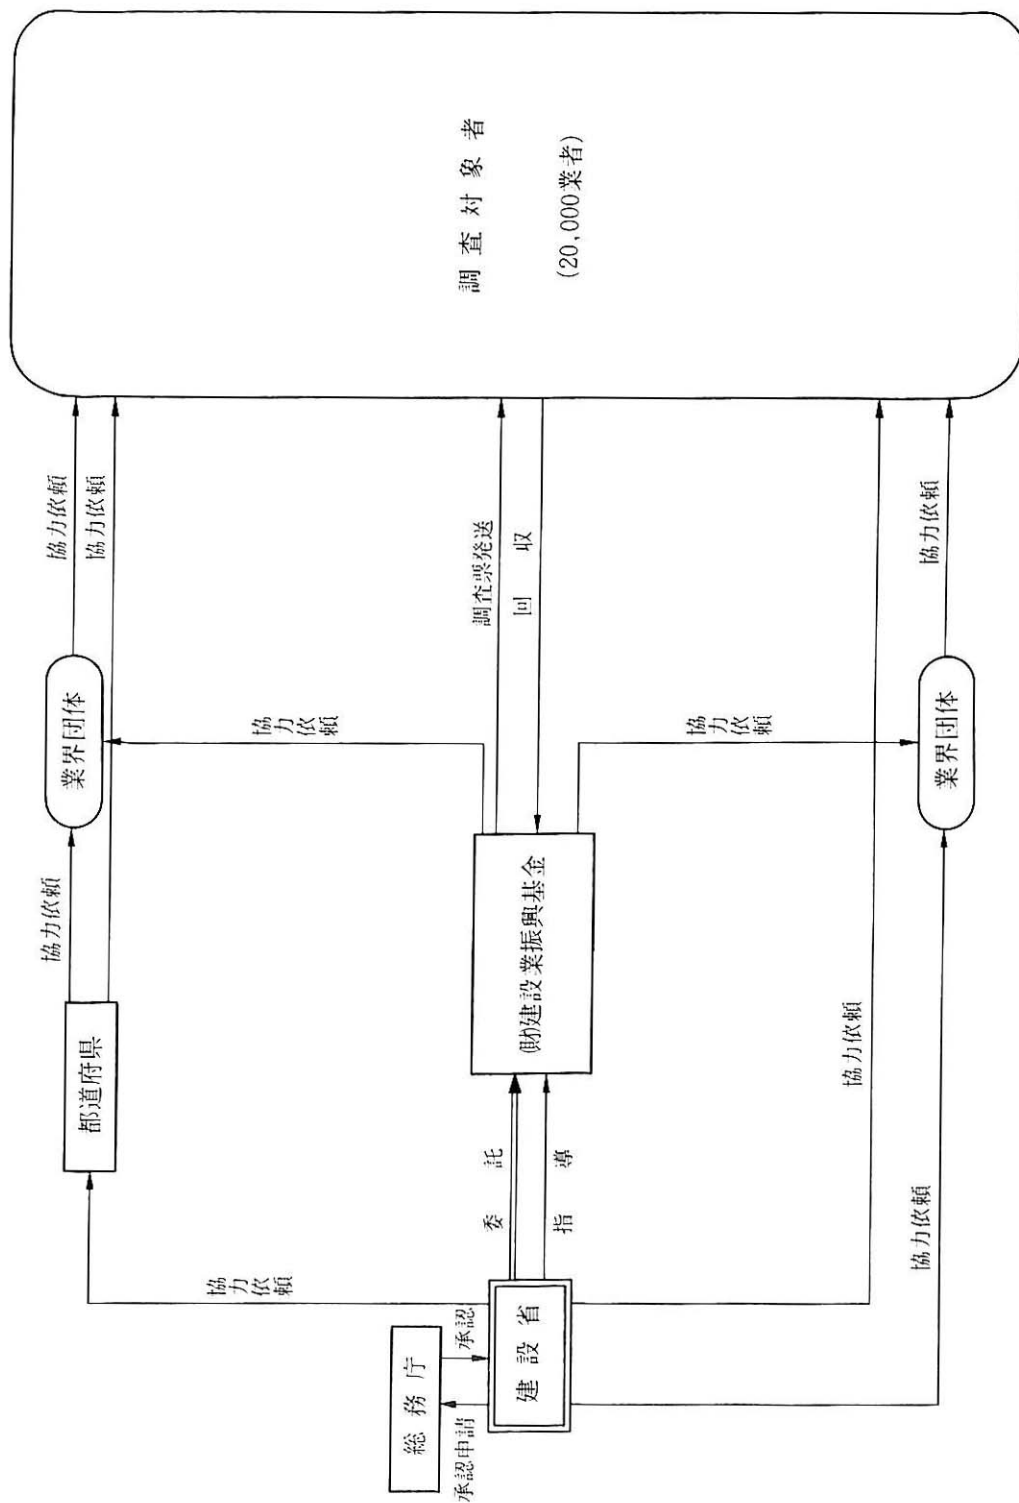 総務庁
承認申請
承認
建設省
協力依頼
委託
指導
協力依頼
協力依頼
都道府県
協力依頼
業界団体
協力依頼
協力依頼
(財)建設業振興基金
協力依頼
調査票発送
回収
協力依頼
業界団体
協力依頼
調査対象者
(20,000業者)